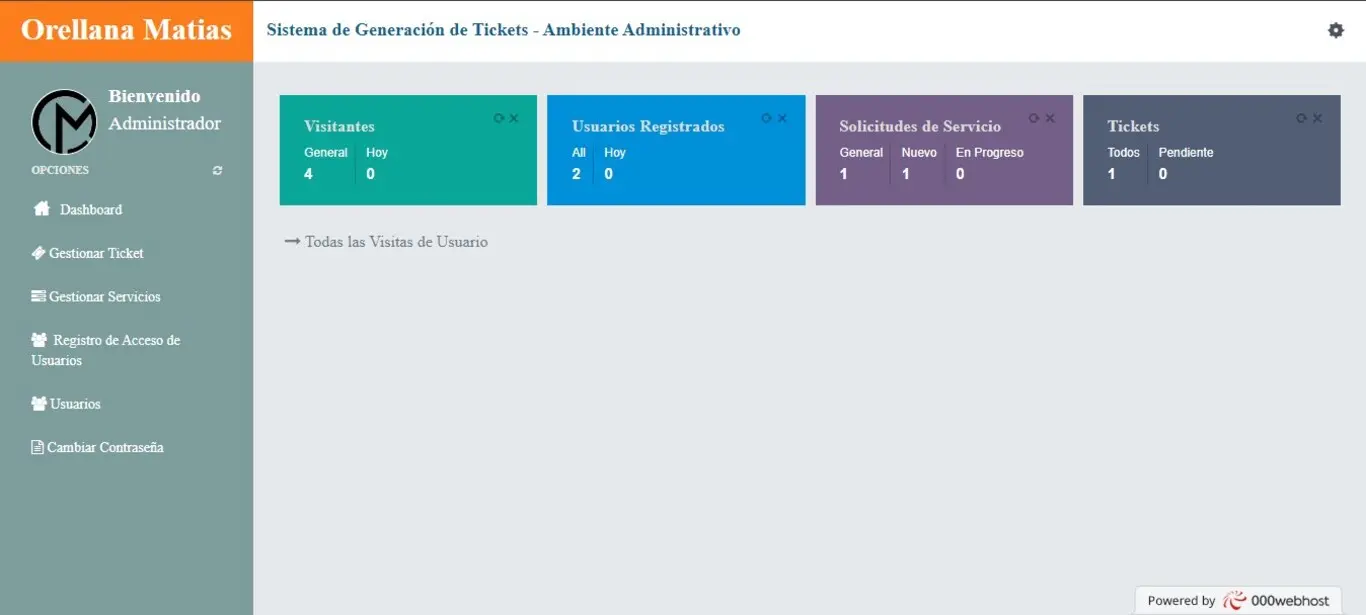 Orellana Matias
Sistema de Generación de Tickets - Ambiente Administrativo
Bienvenido
Administrador
OPCIONES
Dashboard
Gestionar Ticket
Gestionar Servicios
Registro de Acceso de
Usuarios
Usuarios
Cambiar Contraseña
Visitantes
General Hoy
4 0
Usuarios Registrados
All Hoy
2 0
Solicitudes de Servicio
General Nuevo En Progreso
1 1 0
Tickets
Todos Pendiente
1 0
Todas las Visitas de Usuario
Powered by 000webhost